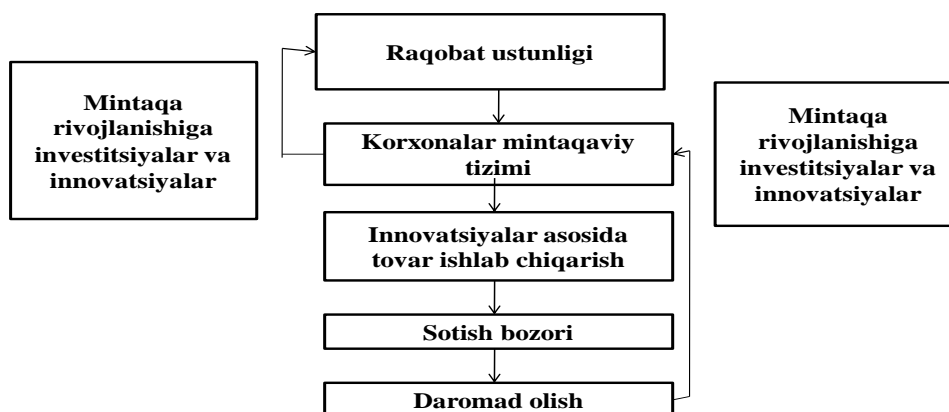 Raqobat ustunligi
Mintaqa
rivojlanishiga
investitsiyalar va
innovatsiyalar
Korxonalar mintaqaviy
tizimi
Innovatsiyalar asosida
tovar ishlab chiqarish
Sotish bozori
Daromad olish
Mintaqa
rivojlanishiga
investitsiyalar va
innovatsiyalar